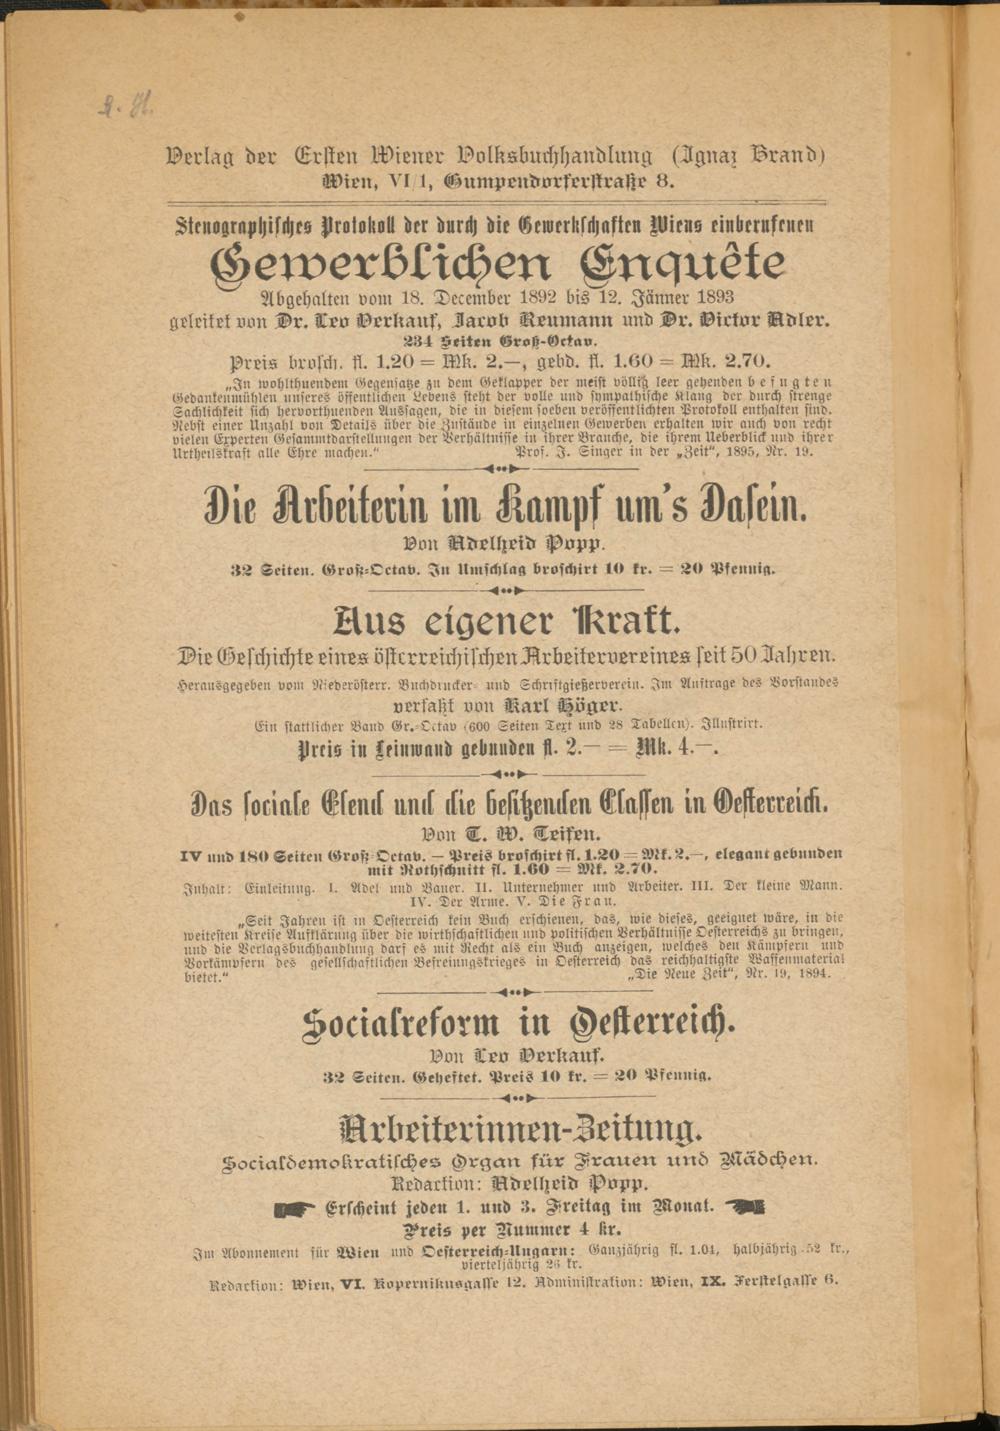 Verlag der Ersten Wiener Volksbuchhandlung (Ignaz Brand)
Wien, VI/1, Gumpendorferstraße 8.
Stenographisches Protokoll der durch die Gewerkschaften Wiens einberufenen
Gewerblichen Enquête
Abgehalten vom 18. December 1892 bis 12. Jänner 1893
geleitet von Dr. Leo Verkauf, Jacob Reumann und Dr. Victor Adler.
234 Seiten Groß-Octav.
Preis brosch. fl. 1.20 = Mk. 2.—, gebd. fl. 1.60 = Mk. 2.70.
„In wohlthuendem Gegensatze zu dem Geklapper der meist völlig leer gehenden befugten
Gedankenmühlen unseres öffentlichen Lebens steht der volle und sympathische Klang der durch strenge
Sachlichkeit sich hervorthuenden Aussagen, die in diesem soeben veröffentlichten Protokoll enthalten sind.
Nebst einer Unzahl von Details über die Zustände in einzelnen Gewerben erhalten wir auch von recht
vielen Experten Gesammtdarstellungen der Verhältnisse in ihrer Branche, die ihrem Ueberblick und ihrer
Urtheilskraft alle Ehre machen.“ Prof. J. Singer in der „Zeit“, 1895, Nr. 19.
Die Arbeiterin im Kampf um's Dasein.
Von Adelheid Popp.
32 Seiten. Groß-Octav. In Umschlag broschirt 10 kr. = 20 Pfennig.
Aus eigener Kraft.
Die Geschichte eines österreichischen Arbeitervereines seit 50 Jahren.
Herausgegeben vom Niederösterr. Buchdrucker- und Schriftgießerverein. Im Auftrage des Vorstandes
verfaßt von Karl Höger.
Ein stattlicher Band Gr.-Octav (600 Seiten Text und 28 Tabellen). Illustrirt.
Preis in Leinwand gebunden fl. 2.— = Mk. 4.—.
Das sociale Elend und die besitzenden Classen in Oesterreich.
Von T. W. Teifen.
IV und 180 Seiten Groß-Octav. — Preis broschirt fl. 1.20 = Mk. 2.—, elegant gebunden
mit Rothschnitt fl. 1.60 = Mk. 2.70.
Inhalt: Einleitung. I. Adel und Bauer. II. Unternehmer und Arbeiter. III. Der kleine Mann.
IV. Der Arme. V. Die Frau.
„Seit Jahren ist in Oesterreich kein Buch erschienen, das, wie dieses, geeignet wäre, in die
weitesten Kreise Aufklärung über die wirthschaftlichen und politischen Verhältnisse Oesterreichs zu bringen,
und die Verlagsbuchhandlung darf es mit Recht als ein Buch anzeigen, welches den Kämpfern und
Vorkämpfern des gesellschaftlichen Befreiungskrieges in Oesterreich das reichhaltigste Waffenmaterial
bietet.“ „Die Neue Zeit“, Nr. 19, 1894.
Socialreform in Oesterreich.
Von Leo Verkauf.
32 Seiten. Geheftet. Preis 10 kr. = 20 Pfennig.
Arbeiterinnen-Zeitung.
Socialdemokratisches Organ für Frauen und Mädchen.
Redaction: Adelheid Popp.
Erscheint jeden 1. und 3. Freitag im Monat.
Preis per Nummer 4 kr.
Im Abonnement für Wien und Oesterreich-Ungarn: Ganzjährig fl. 1.04, halbjährig 52 kr.,
vierteljährig 26 kr.
Redaction: Wien, VI. Kopernikusgasse 12. Administration: Wien, IX. Ferstelgasse 6.